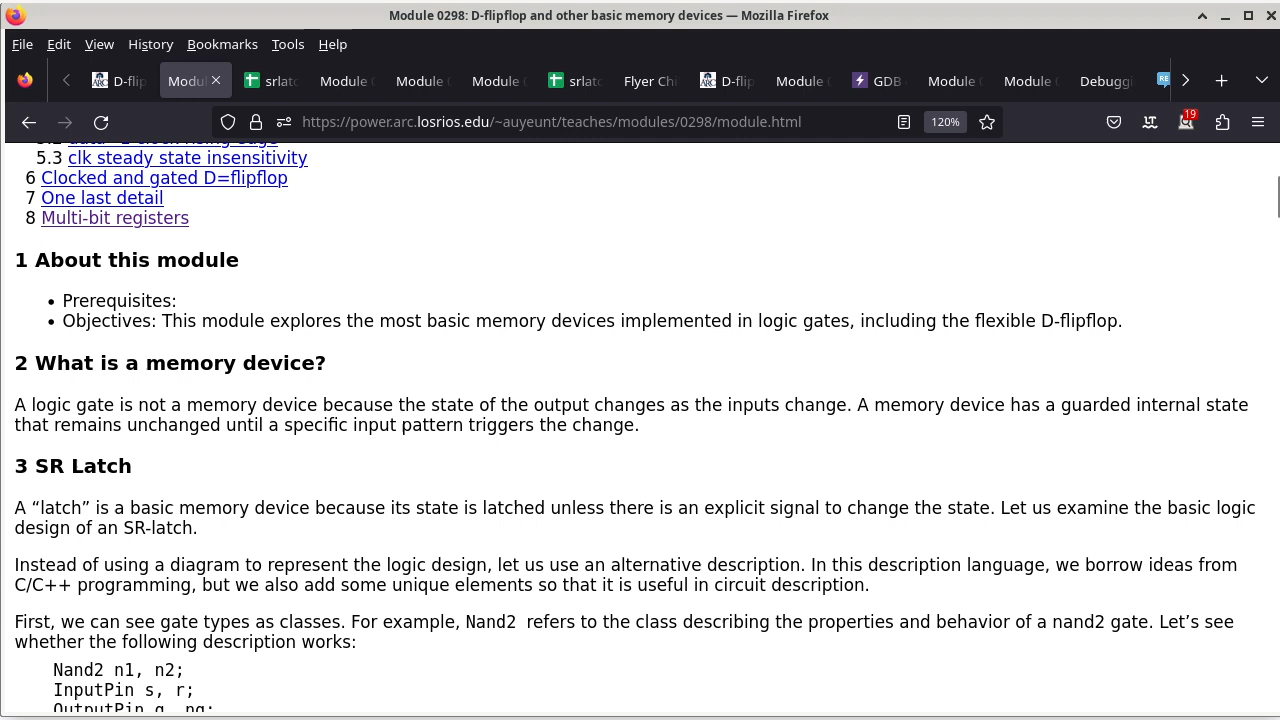 Module 0298: D-flipflop and other basic memory devices — Mozilla Firefox
File Edit View History Bookmarks Tools Help
D-flip Modul srlatc Module Module Module srlatc Flyer Chi D-flip Module GDB Module Module Debuggi
https://power.arc.losrios.edu/~auyeunt/teaches/modules/0298/module.html 120% 19
5.3 clk steady state insensitivity
6 Clocked and gated D=flipflop
7 One last detail
8 Multi-bit registers
1 About this module
• Prerequisites:
• Objectives: This module explores the most basic memory devices implemented in logic gates, including the flexible D-flipflop.
2 What is a memory device?
A logic gate is not a memory device because the state of the output changes as the inputs change. A memory device has a guarded internal state
that remains unchanged until a specific input pattern triggers the change.
3 SR Latch
A “latch” is a basic memory device because its state is latched unless there is an explicit signal to change the state. Let us examine the basic logic
design of an SR-latch.
Instead of using a diagram to represent the logic design, let us use an alternative description. In this description language, we borrow ideas from
C/C++ programming, but we also add some unique elements so that it is useful in circuit description.
First, we can see gate types as classes. For example, Nand2 refers to the class describing the properties and behavior of a nand2 gate. Let’s see
whether the following description works:
Nand2 n1, n2;
InputPin s, r;
OutputPin q, nq;